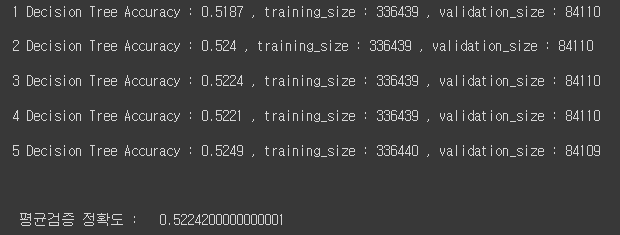 1 Decision Tree Accuracy : 0.5187 , training_size : 336439 , validation_size : 84110
2 Decision Tree Accuracy : 0.524 , training_size : 336439 , validation_size : 84110
3 Decision Tree Accuracy : 0.5224 , training_size : 336439 , validation_size : 84110
4 Decision Tree Accuracy : 0.5221 , training_size : 336439 , validation_size : 84110
5 Decision Tree Accuracy : 0.5249 , training_size : 336440 , validation_size : 84109
평균검증 정확도 : 0.5224200000000001